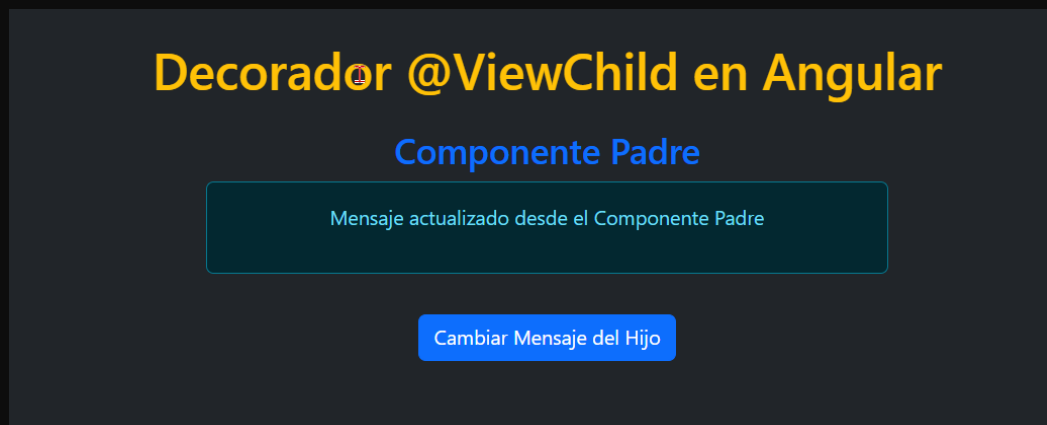 Decorador @ViewChild en Angular
Componente Padre
Mensaje actualizado desde el Componente Padre
Cambiar Mensaje del Hijo